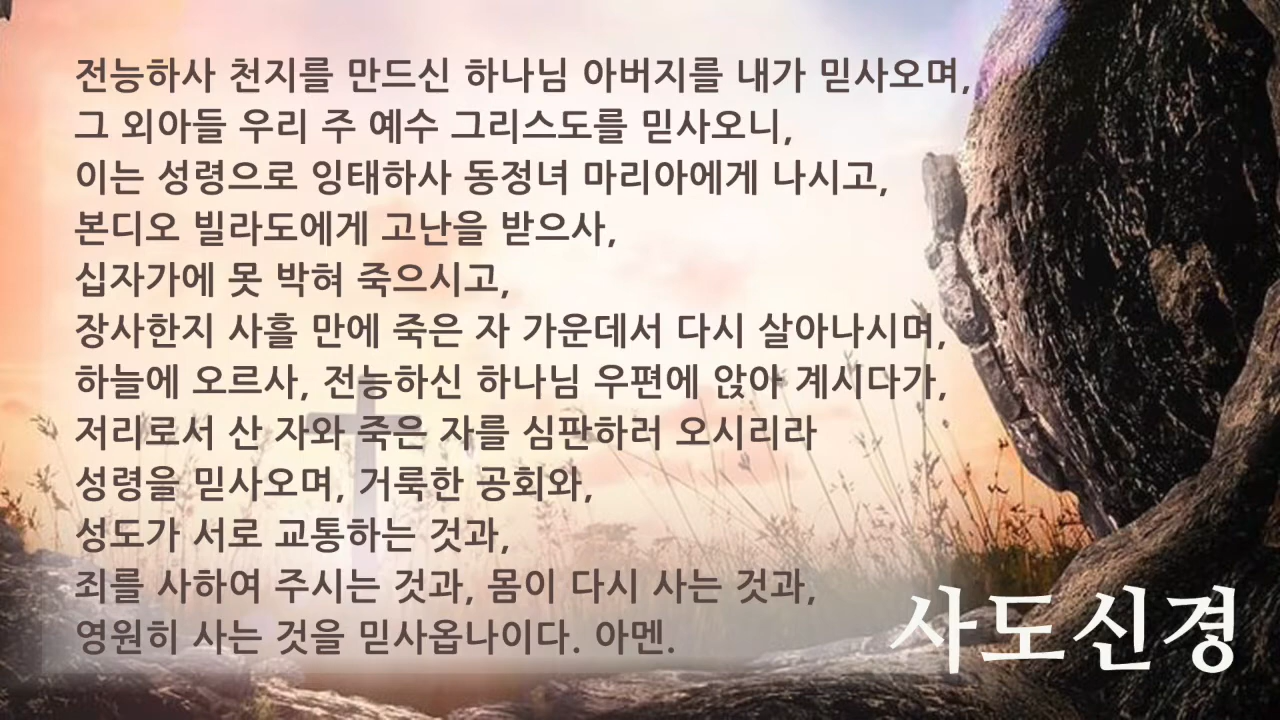 전능하사 천지를 만드신 하나님 아버지를 내가 믿사오며,
그 외아들 우리 주 예수 그리스도를 믿사오니,
이는 성령으로 잉태하사 동정녀 마리아에게 나시고,
본디오 빌라도에게 고난을 받으사,
십자가에 못 박혀 죽으시고,
장사한지 사흘 만에 죽은 자 가운데서 다시 살아나시며,
하늘에 오르사, 전능하신 하나님 우편에 앉아 계시다가,
저리로서 산 자와 죽은 자를 심판하러 오시리라
성령을 믿사오며, 거룩한 공회와,
성도가 서로 교통하는 것과,
죄를 사하여 주시는 것과, 몸이 다시 사는 것과,
영원히 사는 것을 믿사옵나이다. 아멘.
사도신경